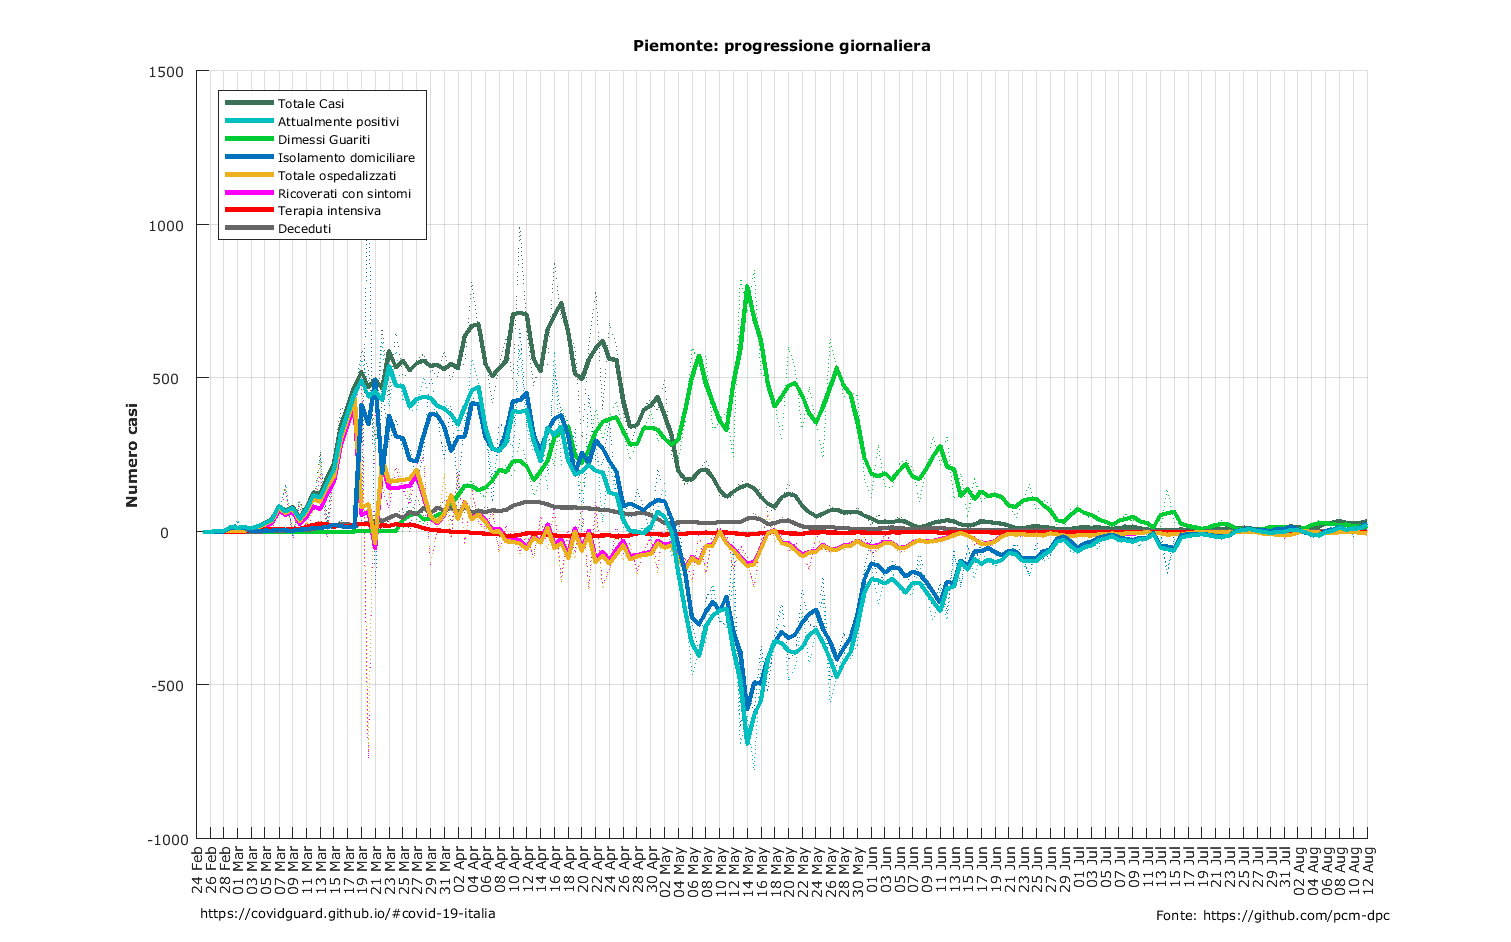 Piemonte: progressione giornaliera
1500
1000
500
0
-500
-1000
Numero casi
Totale Casi
Attualmente positivi
Dimessi Guariti
Isolamento domiciliare
Totale ospedalizzati
Ricoverati con sintomi
Terapia intensiva
Deceduti
24 Feb
26 Feb
28 Feb
01 Mar
03 Mar
05 Mar
07 Mar
09 Mar
11 Mar
13 Mar
15 Mar
17 Mar
19 Mar
21 Mar
23 Mar
25 Mar
27 Mar
29 Mar
31 Mar
02 Apr
04 Apr
06 Apr
08 Apr
10 Apr
12 Apr
14 Apr
16 Apr
18 Apr
20 Apr
22 Apr
24 Apr
26 Apr
28 Apr
30 Apr
02 May
04 May
06 May
08 May
10 May
12 May
14 May
16 May
18 May
20 May
22 May
24 May
26 May
28 May
30 May
01 Jun
03 Jun
05 Jun
07 Jun
09 Jun
11 Jun
13 Jun
15 Jun
17 Jun
19 Jun
21 Jun
23 Jun
25 Jun
27 Jun
29 Jun
01 Jul
03 Jul
05 Jul
07 Jul
09 Jul
11 Jul
13 Jul
15 Jul
17 Jul
19 Jul
21 Jul
23 Jul
25 Jul
27 Jul
29 Jul
31 Jul
02 Aug
04 Aug
06 Aug
08 Aug
10 Aug
12 Aug
https://covidguard.github.io/#covid-19-italia
Fonte: https://github.com/pcm-dpc